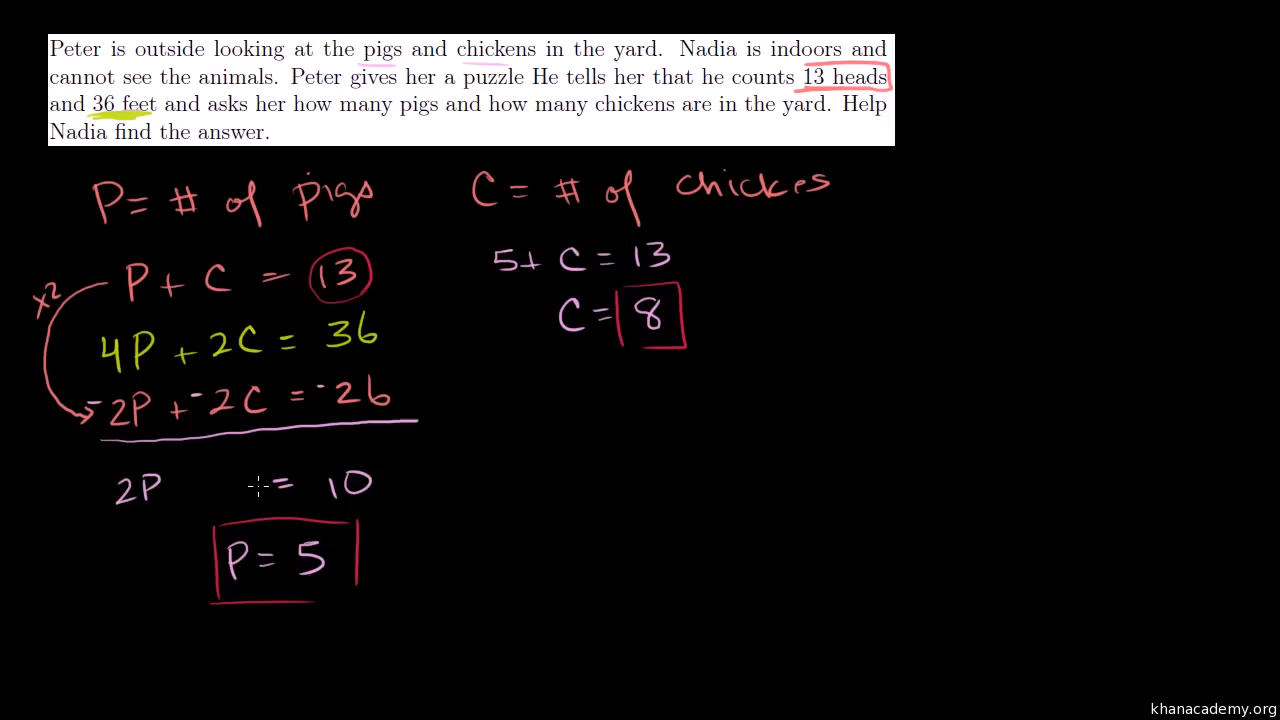 Peter is outside looking at the pigs and chickens in the yard. Nadia is indoors and
cannot see the animals. Peter gives her a puzzle He tells her that he counts 13 heads
and 36 feet and asks her how many pigs and how many chickens are in the yard. Help
Nadia find the answer.
P = # of pigs
C = # of chickes
x2
P + C = 13
4P + 2C = 36
-2P + -2C = -26
2P = 10
P = 5
5 + C = 13
C = 8
khanacademy.org